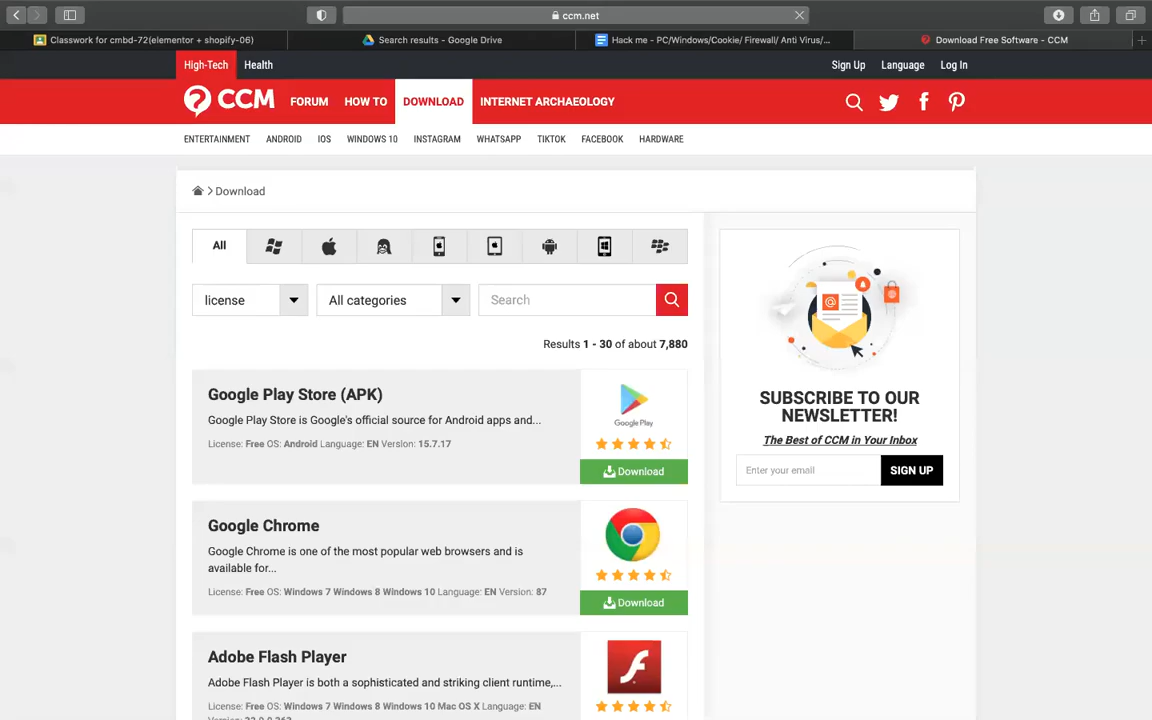 ccm.net
Classwork for cmbd-72(elementor + shopify-06)
Search results - Google Drive
Hack me - PC/Windows/Cookie/ Firewall/ Anti Virus/...
Download Free Software - CCM
High-Tech
Health
Sign Up
Language
Log In
CCM
FORUM
HOW TO
DOWNLOAD
INTERNET ARCHAEOLOGY
ENTERTAINMENT
ANDROID
IOS
WINDOWS 10
INSTAGRAM
WHATSAPP
TIKTOK
FACEBOOK
HARDWARE
Download
All
license
All categories
Search
Results 1 - 30 of about 7,880
Google Play Store (APK)
Google Play Store is Google's official source for Android apps and...
License: Free OS: Android Language: EN Version: 15.7.17
Google Play
Download
Google Chrome
Google Chrome is one of the most popular web browsers and is
available for...
License: Free OS: Windows 7 Windows 8 Windows 10 Language: EN Version: 87
Download
Adobe Flash Player
Adobe Flash Player is both a sophisticated and striking client runtime,...
License: Free OS: Windows 7 Windows 8 Windows 10 Mac OS X Language: EN
SUBSCRIBE TO OUR
NEWSLETTER!
The Best of CCM in Your Inbox
Enter your email
SIGN UP